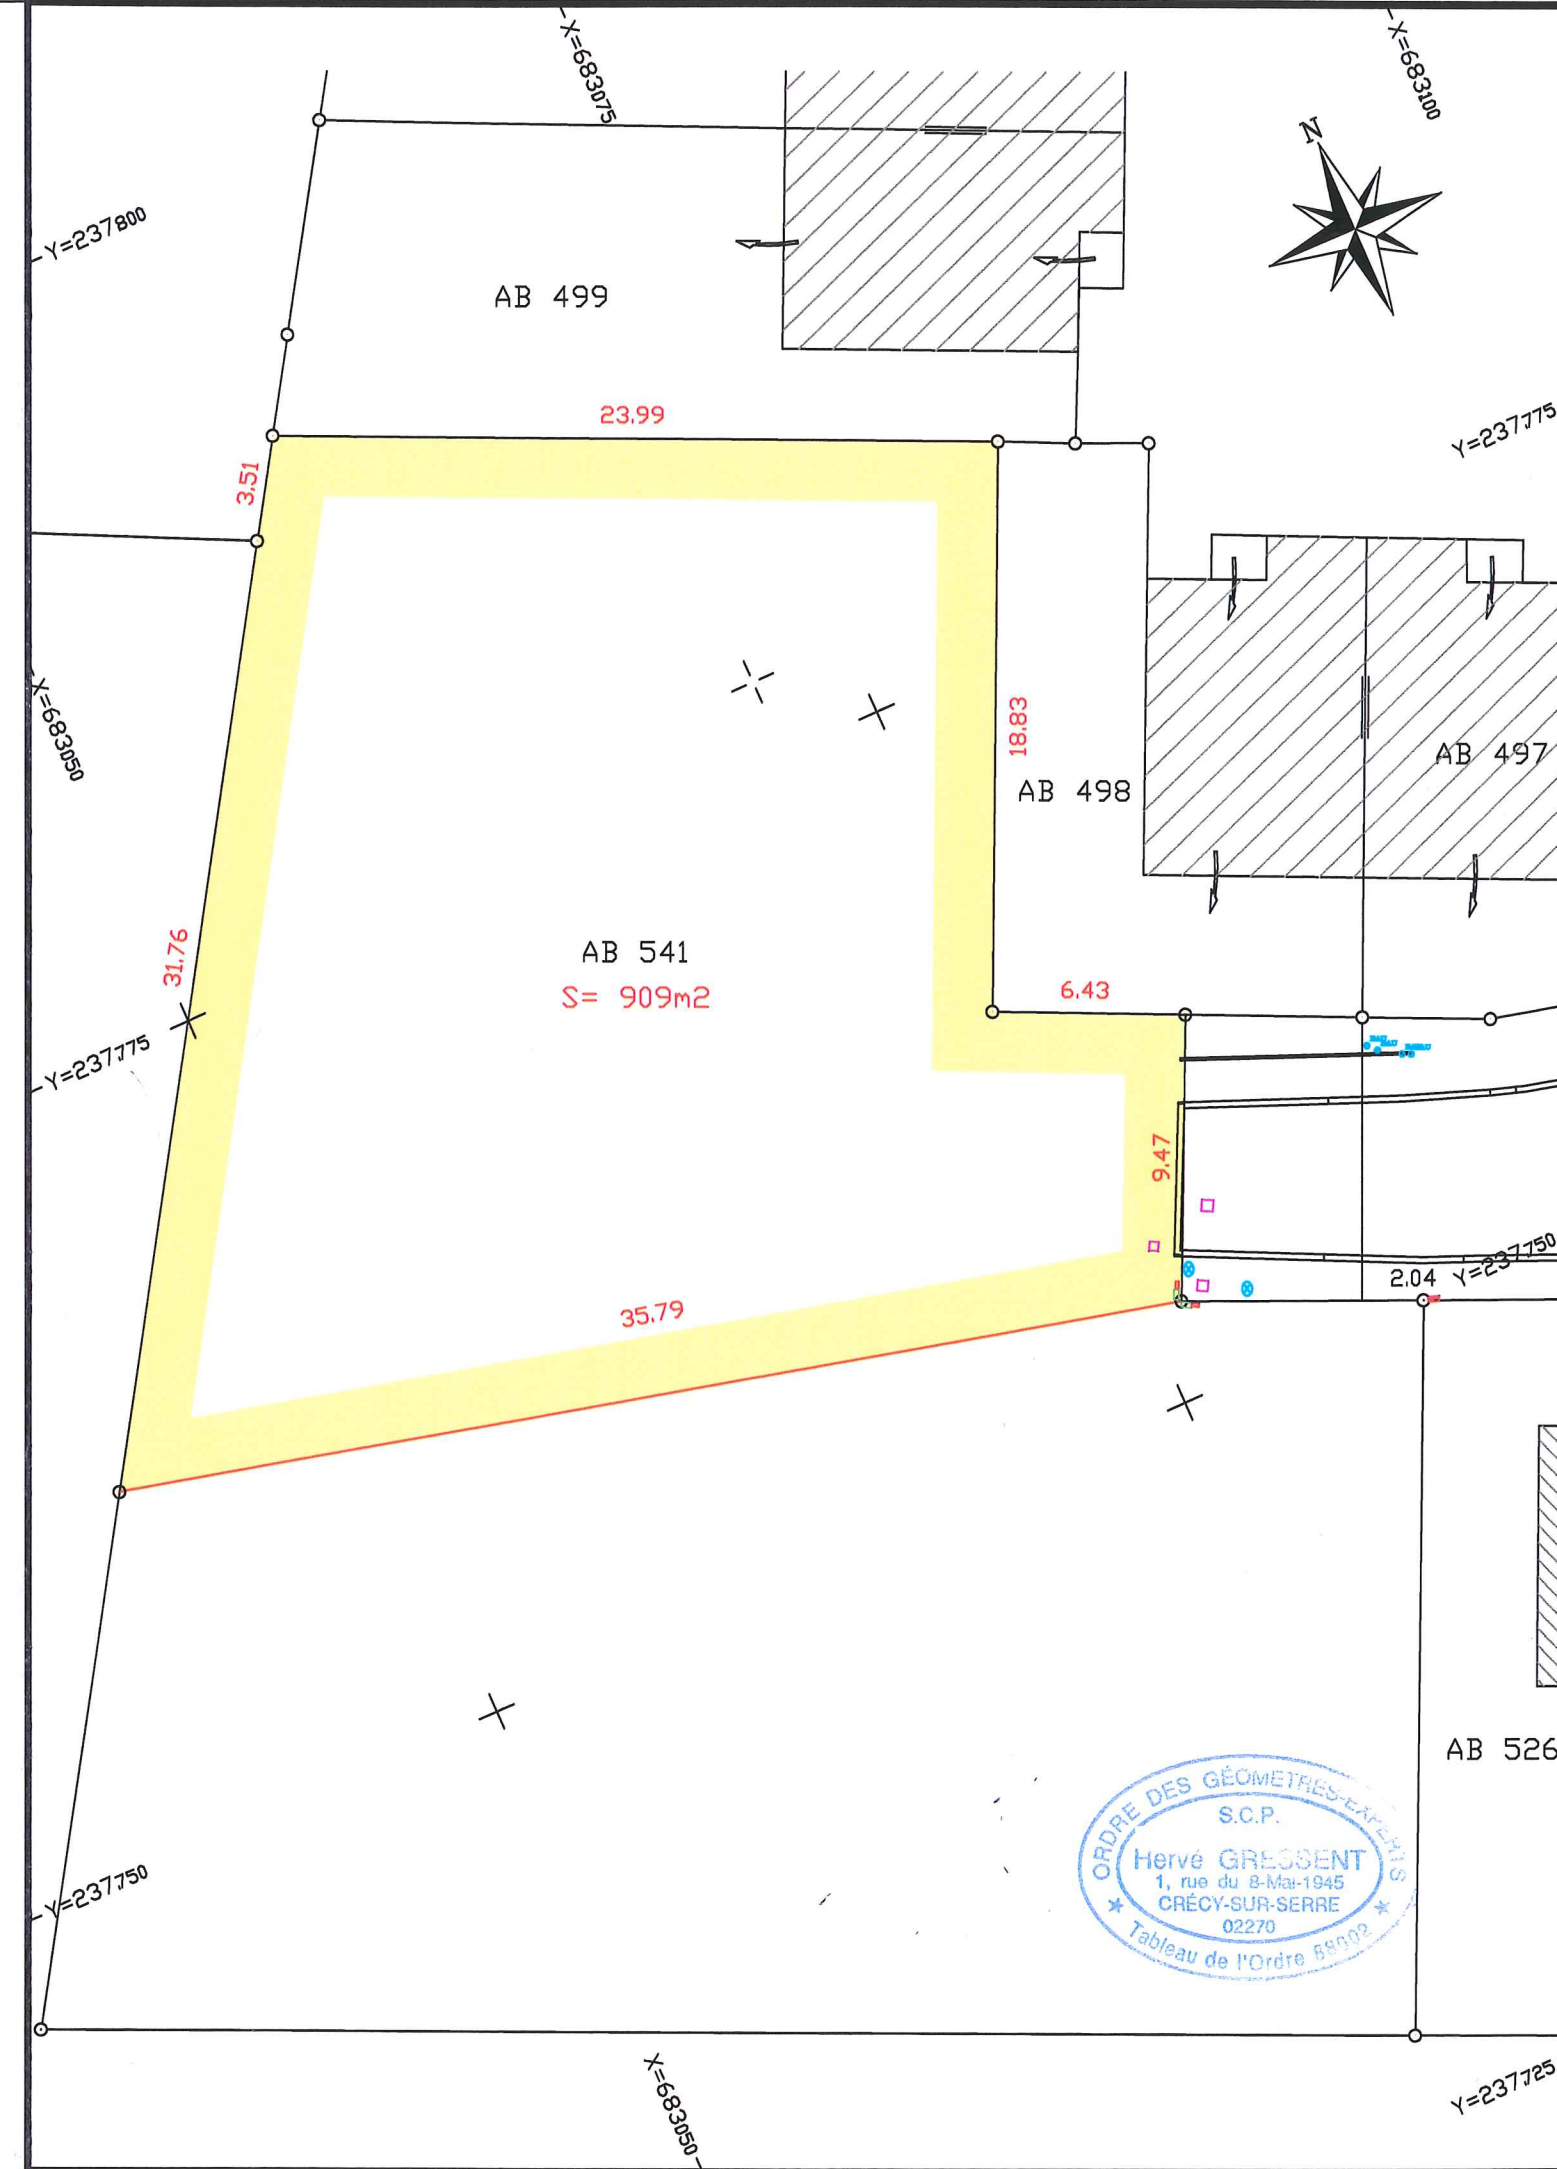 X=683075
X=683100
N
Y=237800
AB 499
23.99
Y=237775
3.51
X=683050
18.83
AB 497
AB 498
31.76
AB 541
S= 909m2
6.43
Y=237775
9.47
Y=237750
2.04
35.79
AB 526
ORDRE DES GÉOMETRES-EXPERTS
S.C.P.
Hervé GRESSENT
1, rue du 8-Mai-1945
CRÉCY-SUR-SERRE
02270
Tableau de l'Ordre
Y=237750
X=683050
Y=237725